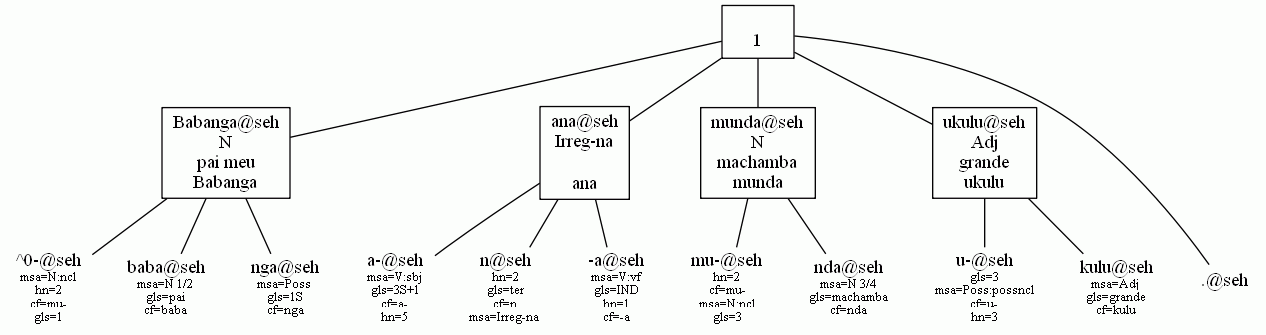 1
Babanga@seh
N
pai meu
Babanga
ana@seh
Irreg-na
ana
munda@seh
N
machamba
munda
ukulu@seh
Adj
grande
ukulu
^0-@seh
msa=N:ncl
hn=2
cf=mu-
gls=1
baba@seh
msa=N 1/2
gls=pai
cf=baba
nga@seh
msa=Poss
gls=1S
cf=nga
a-@seh
msa=V:sbj
gls=3S+1
cf=a-
hn=5
n@seh
hn=2
gls=ter
cf=n
msa=Irreg-na
-a@seh
msa=V:vf
gls=IND
hn=1
cf=-a
mu-@seh
hn=2
cf=mu-
msa=N:ncl
gls=3
nda@seh
msa=N 3/4
gls=machamba
cf=nda
u-@seh
gls=3
msa=Poss:possncl
cf=u-
hn=3
kulu@seh
msa=Adj
gls=grande
cf=kulu
.@seh